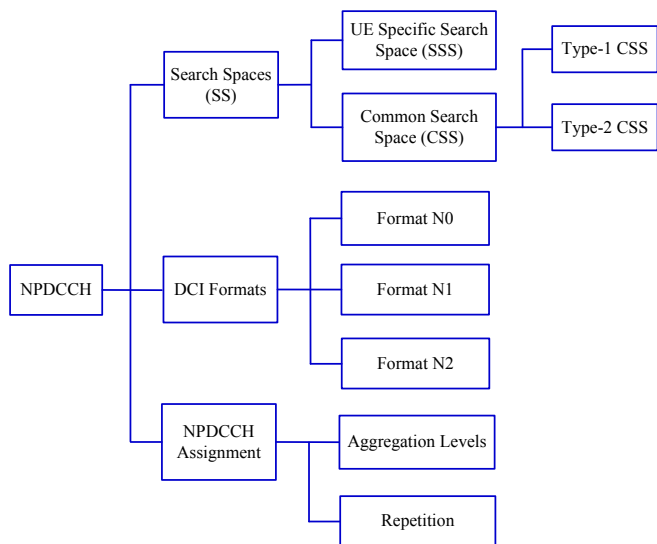 UE Specific Search
Space (SSS)
Type-1 CSS
Search Spaces
(SS)
Common Search
Space (CSS)
Type-2 CSS
Format N0
NPDCCH
DCI Formats
Format N1
Format N2
NPDCCH
Assignment
Aggregation Levels
Repetition